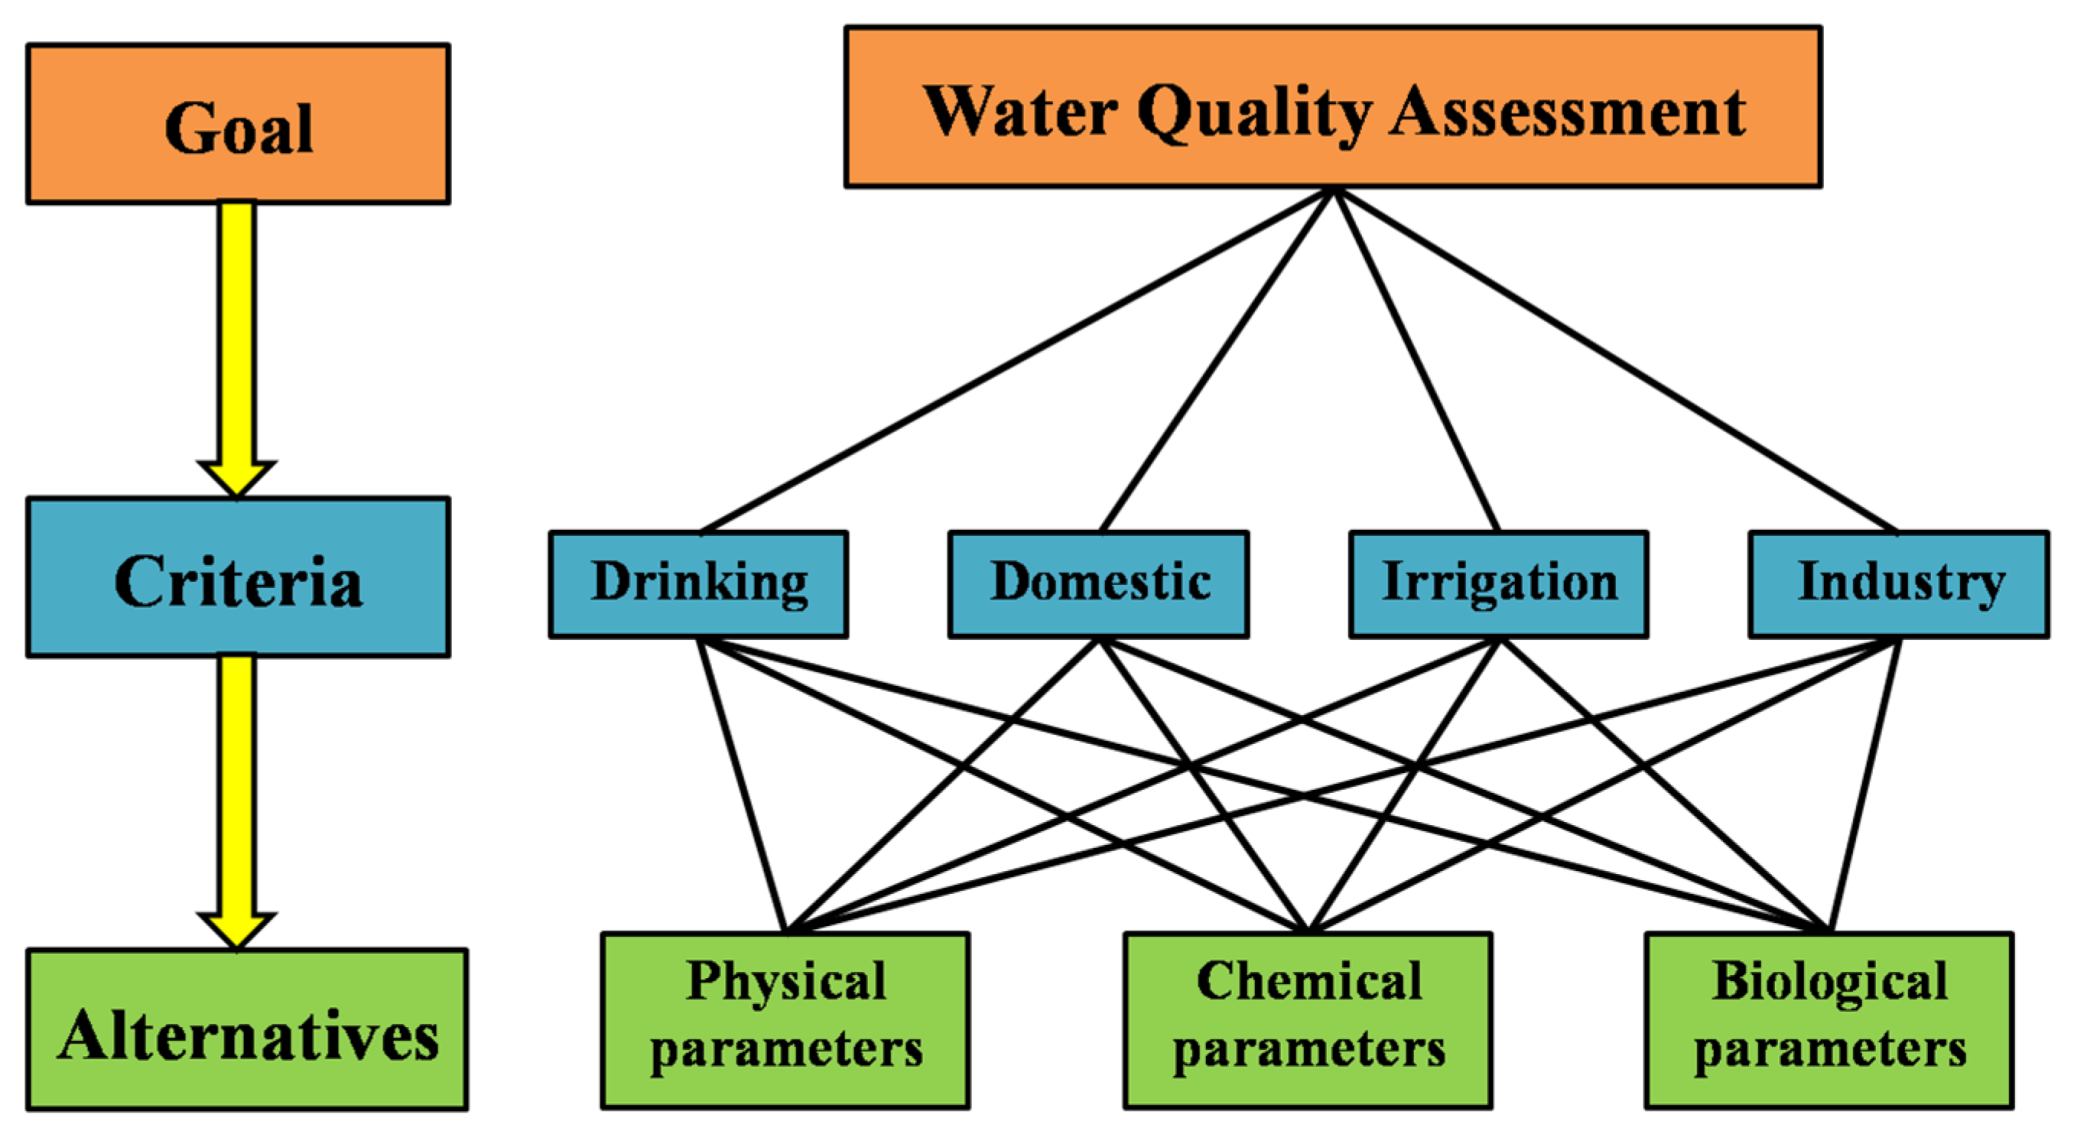 Goal
Water Quality Assessment
Criteria
Drinking
Domestic
Irrigation
Industry
Alternatives
Physical
parameters
Chemical
parameters
Biological
parameters